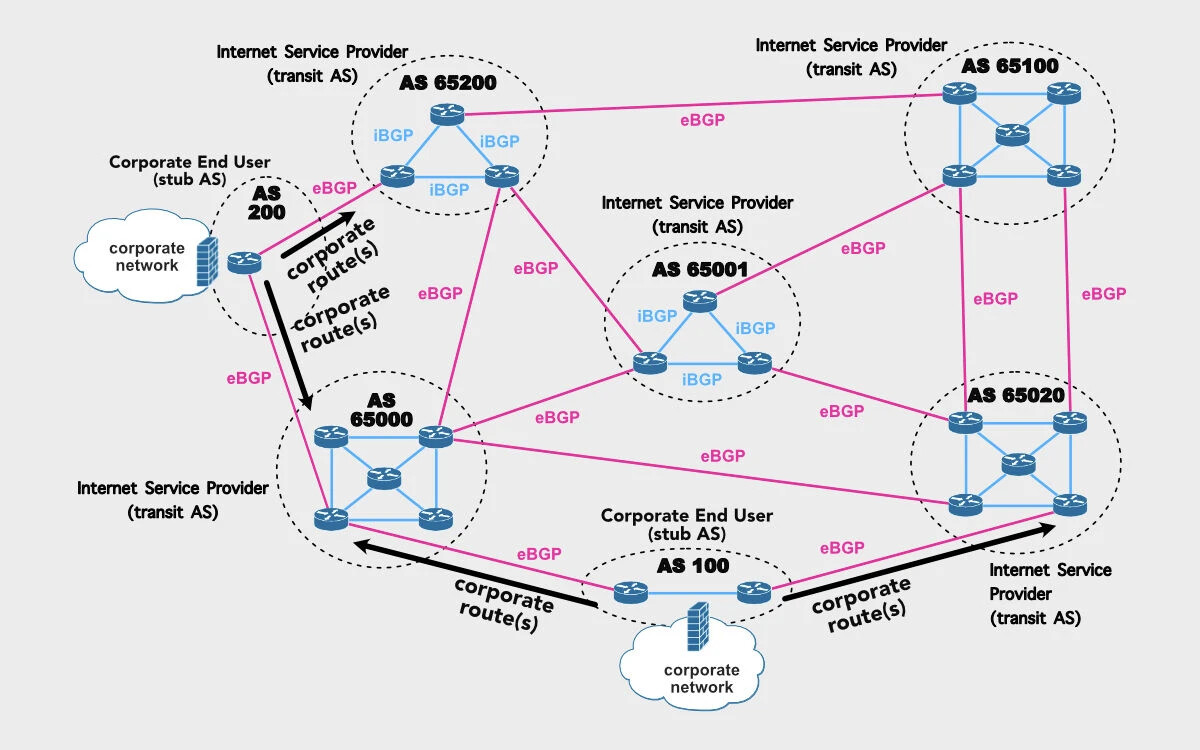 Internet Service Provider
(transit AS)
AS 65200
iBGP
iBGP
iBGP
Internet Service Provider
(transit AS)
AS 65100
eBGP
Corporate End User
(stub AS)
AS
200
eBGP
corporate
network
corporate
route(s)
corporate
route(s)
eBGP
eBGP
eBGP
Internet Service Provider
(transit AS)
AS 65001
iBGP
iBGP
iBGP
eBGP
eBGP
eBGP
AS
65000
Internet Service Provider
(transit AS)
eBGP
eBGP
eBGP
AS 65020
Internet Service
Provider
(transit AS)
Corporate End User
(stub AS)
AS 100
eBGP
eBGP
corporate
route(s)
corporate
route(s)
corporate
network